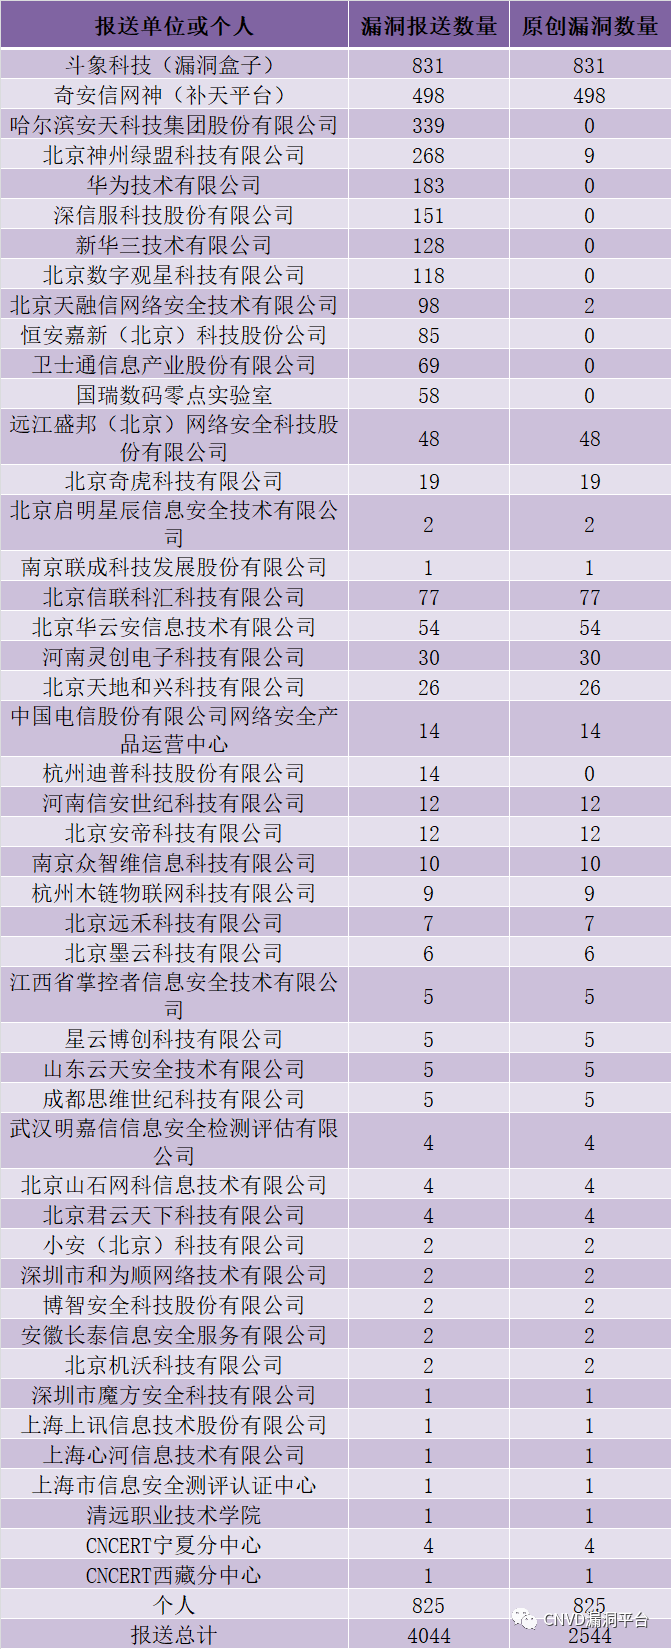 报送单位或个人 漏洞报送数量 原创漏洞数量
斗象科技（漏洞盒子） 831 831
奇安信网神（补天平台） 498 498
哈尔滨安天科技集团股份有限公司 339 0
北京神州绿盟科技有限公司 268 9
华为技术有限公司 183 0
深信服科技股份有限公司 151 0
新华三技术有限公司 128 0
北京数字观星科技有限公司 118 0
北京天融信网络安全技术有限公司 98 2
恒安嘉新（北京）科技股份公司 85 0
卫士通信息产业股份有限公司 69 0
国瑞数码零点实验室 58 0
远江盛邦（北京）网络安全科技股
份有限公司 48 48
北京奇虎科技有限公司 19 19
北京启明星辰信息安全技术有限公
司 2 2
南京联成科技发展股份有限公司 1 1
北京信联科汇科技有限公司 77 77
北京华云安信息技术有限公司 54 54
河南灵创电子科技有限公司 30 30
北京天地和兴科技有限公司 26 26
中国电信股份有限公司网络安全产
品运营中心 14 14
杭州迪普科技股份有限公司 14 0
河南信安世纪科技有限公司 12 12
北京安帝科技有限公司 12 12
南京众智维信息科技有限公司 10 10
杭州木链物联网科技有限公司 9 9
北京远禾科技有限公司 7 7
北京墨云科技有限公司 6 6
江西省掌控者信息安全技术有限公
司 5 5
星云博创科技有限公司 5 5
山东云天安全技术有限公司 5 5
成都思维世纪科技有限公司 5 5
武汉明嘉信信息安全检测评估有限
公司 4 4
北京山石网科信息技术有限公司 4 4
北京君云天下科技有限公司 4 4
小安（北京）科技有限公司 2 2
深圳市和为顺网络技术有限公司 2 2
博智安全科技股份有限公司 2 2
安徽长泰信息安全服务有限公司 2 2
北京机沃科技有限公司 2 2
深圳市魔方安全科技有限公司 1 1
上海上讯信息技术股份有限公司 1 1
上海心河信息技术有限公司 1 1
上海市信息安全测评认证中心 1 1
清远职业技术学院 1 1
CNCERT宁夏分中心 4 4
CNCERT西藏分中心 1 1
个人 825 825
CNVD漏洞平台
报送总计 4044 2544